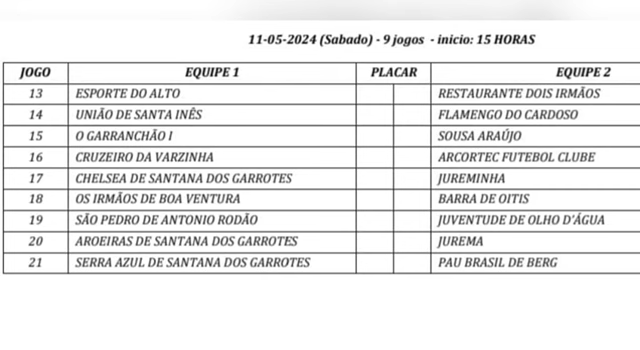 11-05-2024 (Sabado) - 9 jogos - inicio: 15 HORAS
JOGO EQUIPE 1 PLACAR EQUIPE 2
13 ESPORTE DO ALTO RESTAURANTE DOIS IRMÃOS
14 UNIÃO DE SANTA INÊS FLAMENGO DO CARDOSO
15 O GARRANCHÃO I SOUSA ARAÚJO
16 CRUZEIRO DA VARZINHA ARCORTEC FUTEBOL CLUBE
17 CHELSEA DE SANTANA DOS GARROTES JUREMINHA
18 OS IRMÃOS DE BOA VENTURA BARRA DE OITIS
19 SÃO PEDRO DE ANTONIO RODÃO JUVENTUDE DE OLHO D'ÁGUA
20 AROEIRAS DE SANTANA DOS GARROTES JUREMA
21 SERRA AZUL DE SANTANA DOS GARROTES PAU BRASIL DE BERG